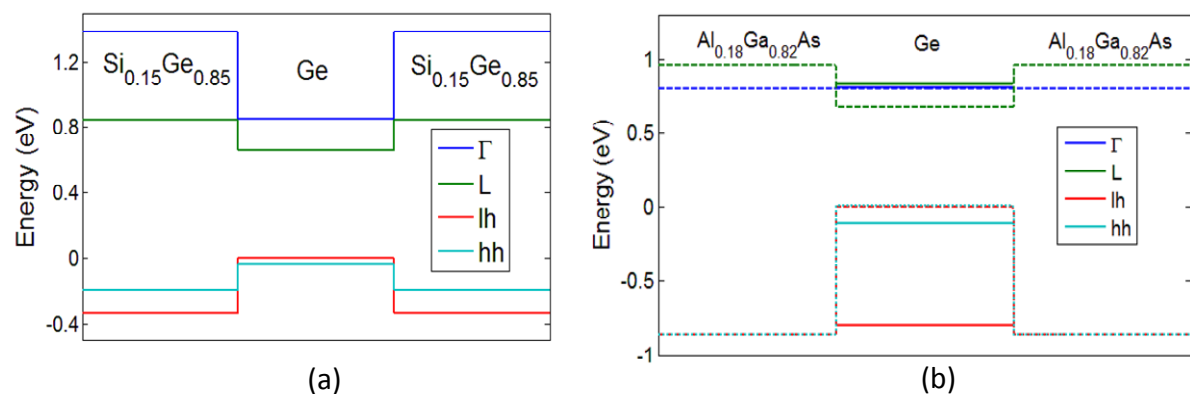 Si0.15Ge0.85 Ge Si0.15Ge0.85
Energy (eV)
1.2
0.8
0.4
0
-0.4
Γ
L
lh
hh
(a)
Al0.18Ga0.82As Ge Al0.18Ga0.82As
Energy (eV)
1
0.5
0
-0.5
-1
Γ
L
lh
hh
(b)